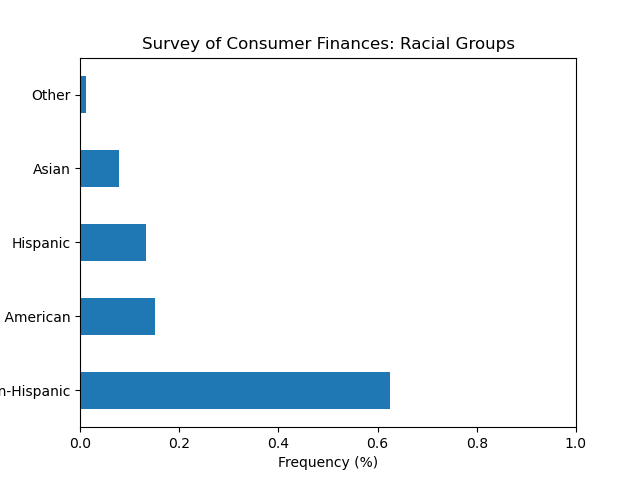 Survey of Consumer Finances: Racial Groups
Other
Asian
Hispanic
American
n-Hispanic
0.0 0.2 0.4 0.6 0.8 1.0
Frequency (%)